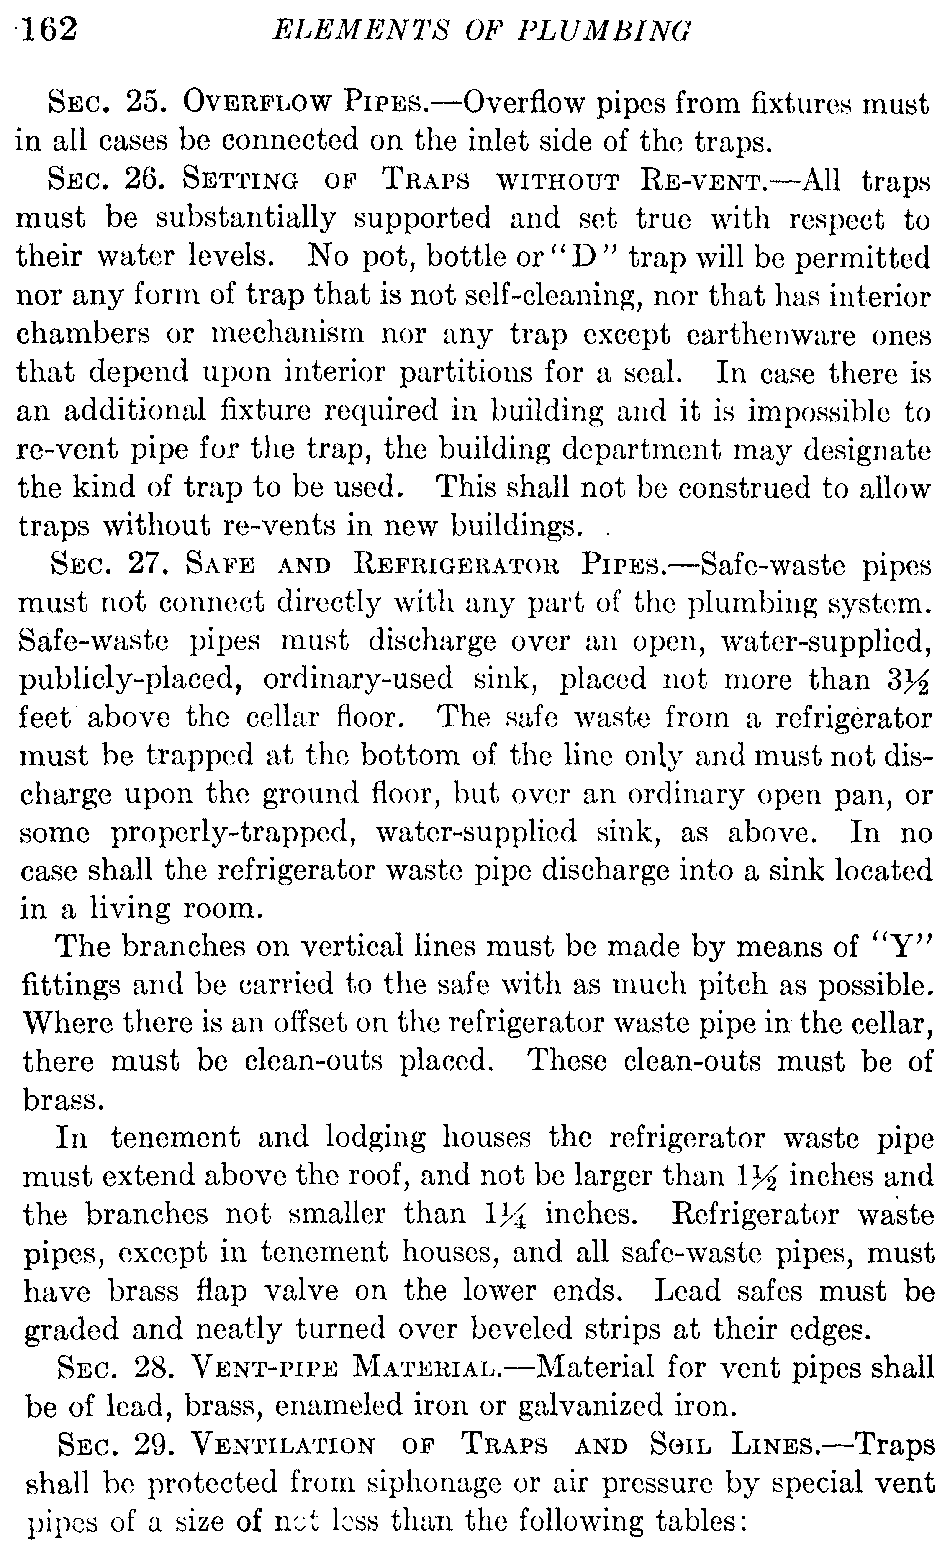 162 ELEMENTS OF PLUMBING
SEC. 25. OVERFLOW PIPES.—Overflow pipes from fixtures must
in all cases be connected on the inlet side of the traps.
SEC. 26. SETTING OF TRAPS WITHOUT RE-VENT.—All traps
must be substantially supported and set true with respect to
their water levels. No pot, bottle or "D" trap will be permitted
nor any form of trap that is not self-cleaning, nor that has interior
chambers or mechanism nor any trap except earthenware ones
that depend upon interior partitions for a seal. In case there is
an additional fixture required in building and it is impossible to
re-vent pipe for the trap, the building department may designate
the kind of trap to be used. This shall not be construed to allow
traps without re-vents in new buildings.
SEC. 27. SAFE AND REFRIGERATOR PIPES.—Safe-waste pipes
must not connect directly with any part of the plumbing system.
Safe-waste pipes must discharge over an open, water-supplied,
publicly-placed, ordinary-used sink, placed not more than 3½
feet above the cellar floor. The safe waste from a refrigerator
must be trapped at the bottom of the line only and must not dis-
charge upon the ground floor, but over an ordinary open pan, or
some properly-trapped, water-supplied sink, as above. In no
case shall the refrigerator waste pipe discharge into a sink located
in a living room.
The branches on vertical lines must be made by means of "Y"
fittings and be carried to the safe with as much pitch as possible.
Where there is an offset on the refrigerator waste pipe in the cellar,
there must be clean-outs placed. These clean-outs must be of
brass.
In tenement and lodging houses the refrigerator waste pipe
must extend above the roof, and not be larger than 1½ inches and
the branches not smaller than 1¼ inches. Refrigerator waste
pipes, except in tenement houses, and all safe-waste pipes, must
have brass flap valve on the lower ends. Lead safes must be
graded and neatly turned over beveled strips at their edges.
SEC. 28. VENT-PIPE MATERIAL.—Material for vent pipes shall
be of lead, brass, enameled iron or galvanized iron.
SEC. 29. VENTILATION OF TRAPS AND SOIL LINES.—Traps
shall be protected from siphonage or air pressure by special vent
pipes of a size of not less than the following tables: